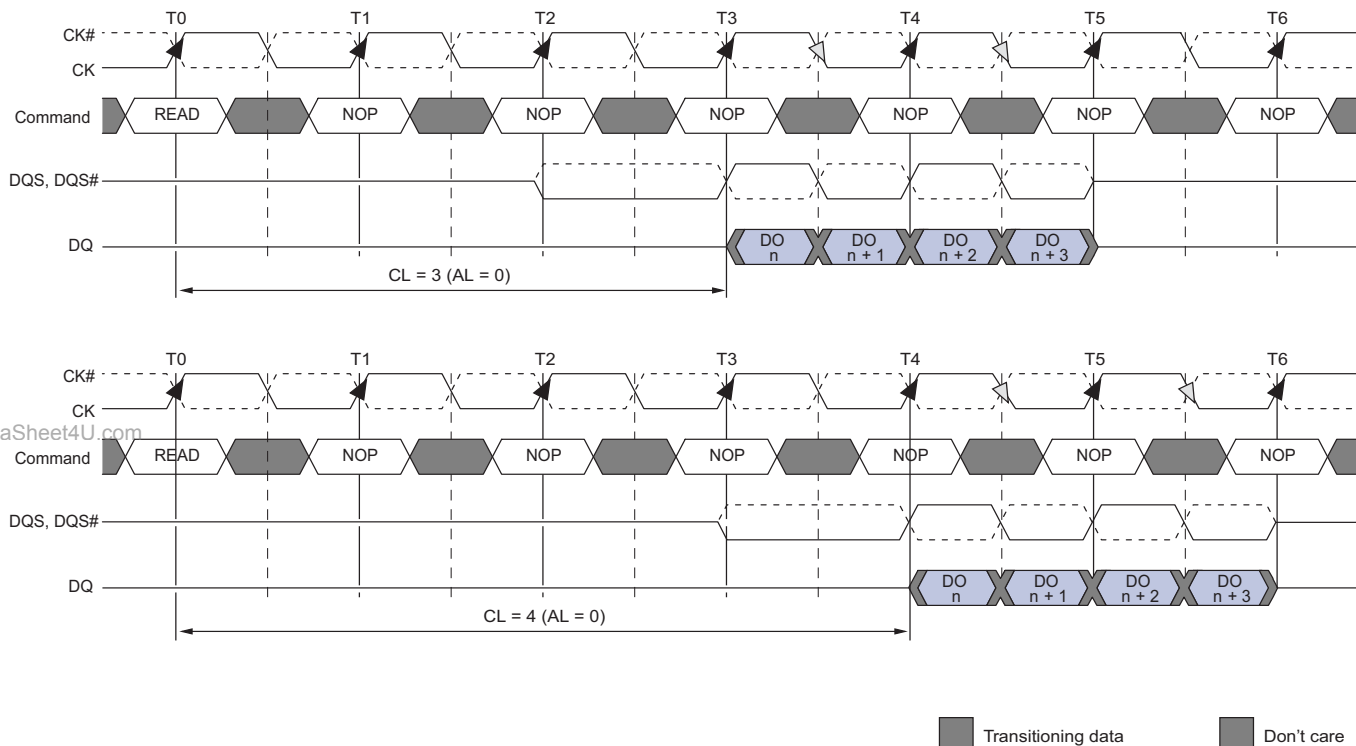 T0 T1 T2 T3 T4 T5 T6
CK#
CK
Command READ NOP NOP NOP NOP NOP NOP
DQS, DQS#
DQ DO n DO n + 1 DO n + 2 DO n + 3
CL = 3 (AL = 0)
T0 T1 T2 T3 T4 T5 T6
CK#
CK
aSheet4U.com
Command READ NOP NOP NOP NOP NOP NOP
DQS, DQS#
DQ DO n DO n + 1 DO n + 2 DO n + 3
CL = 4 (AL = 0)
Transitioning data Don't care